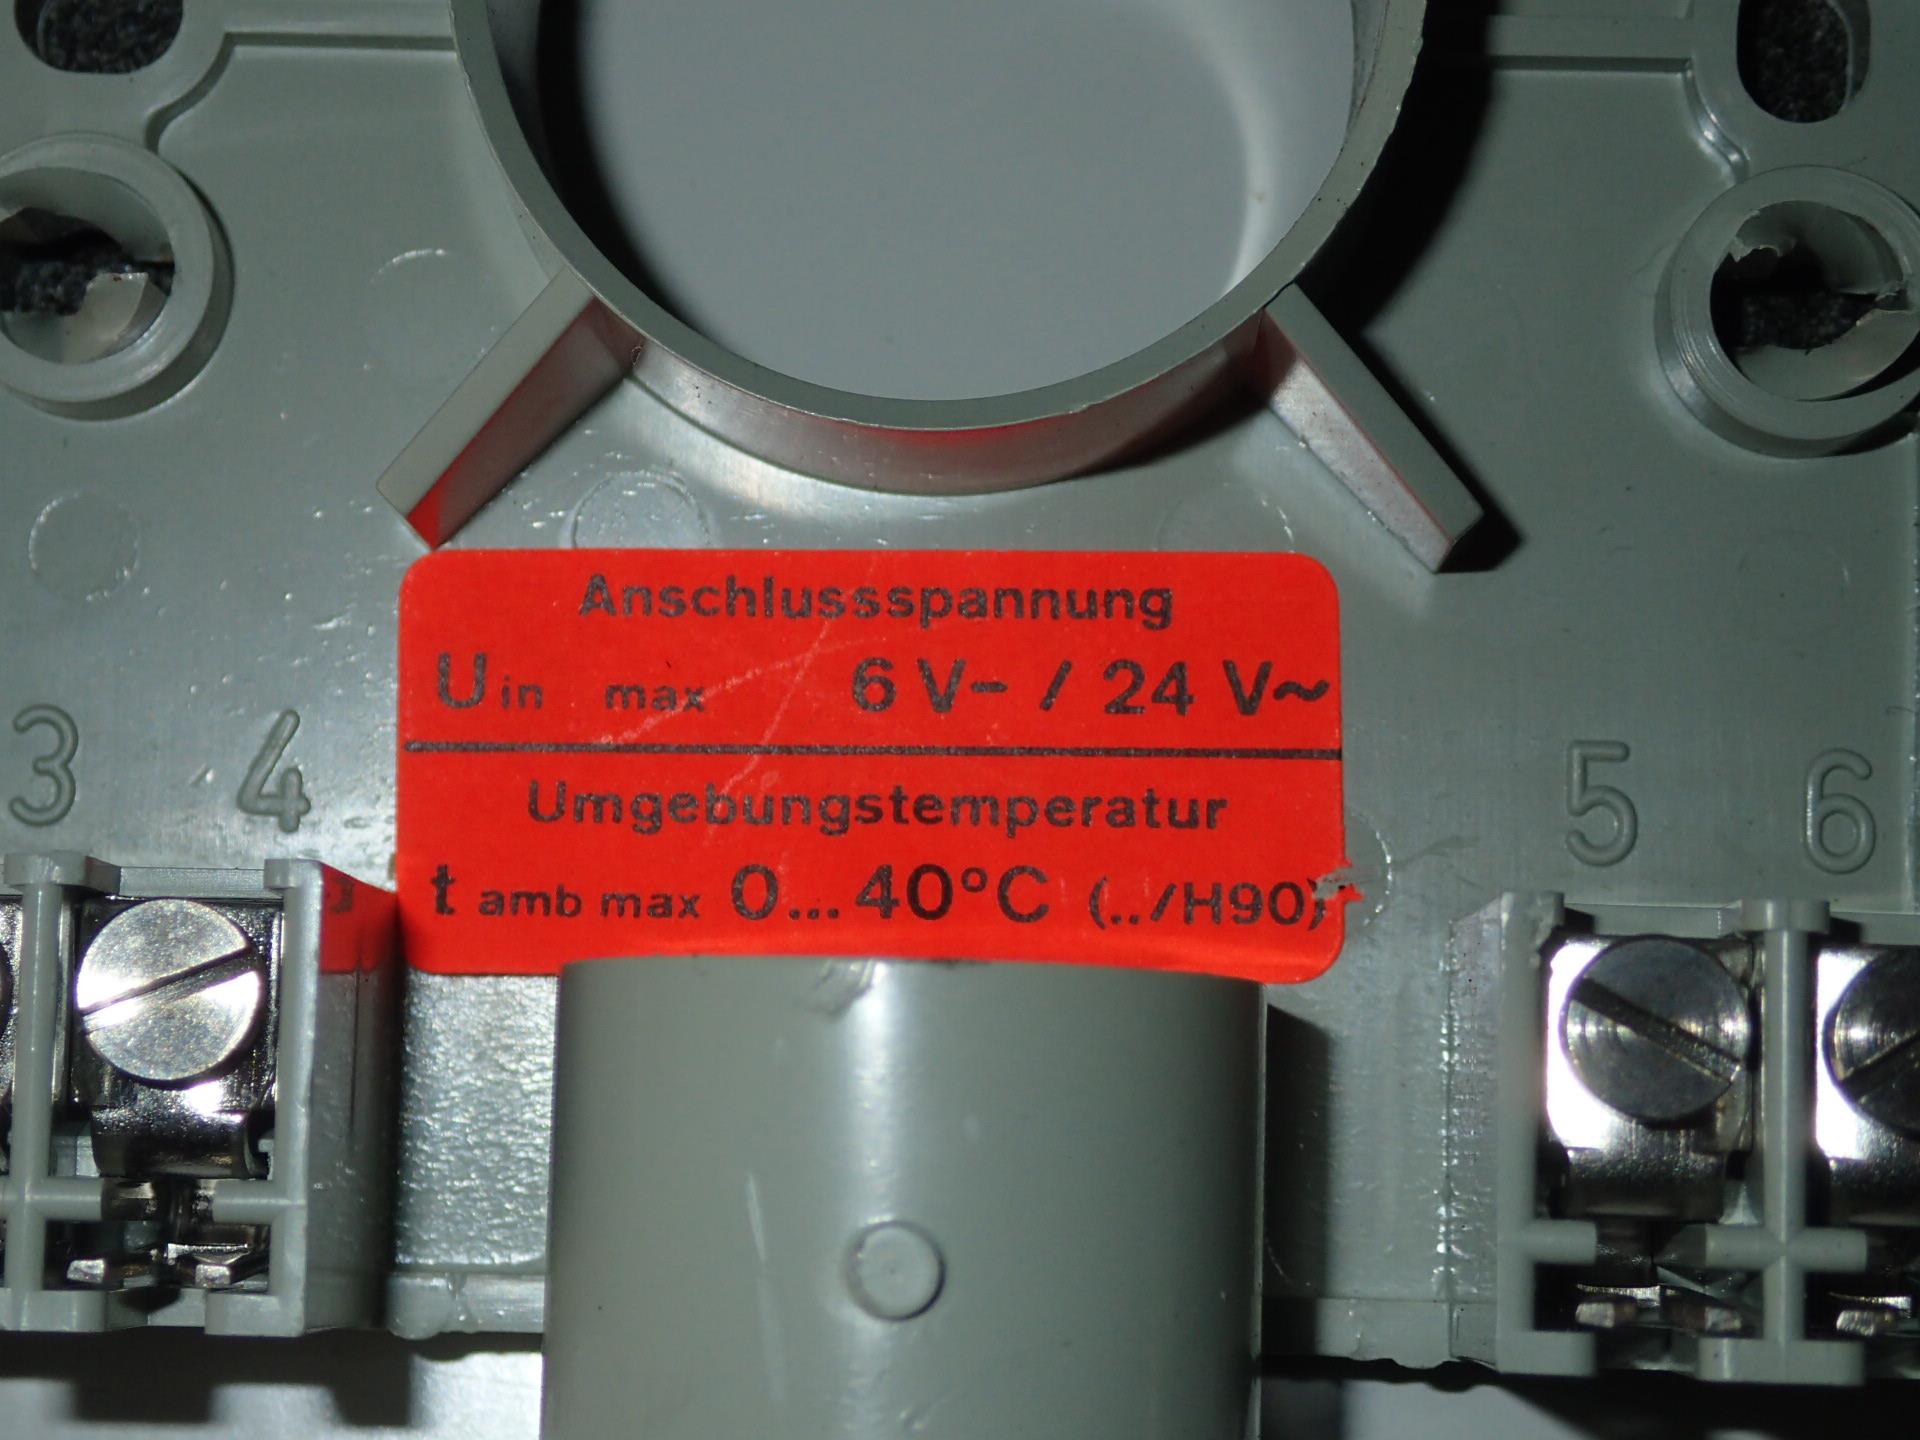 Anschlussspannung
Uin max 6 V- / 24 V~
Umgebungstemperatur
t amb max 0...40°C (../H90)
3 4 5 6